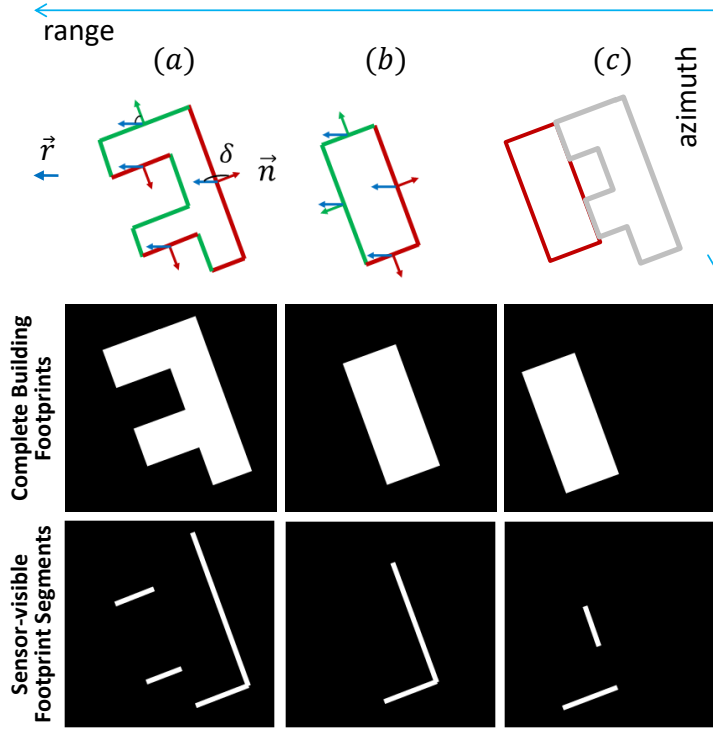 range
(a)
(b)
(c)
azimuth
r
δ
n
Complete Building
Footprints
Sensor-visible
Footprint Segments